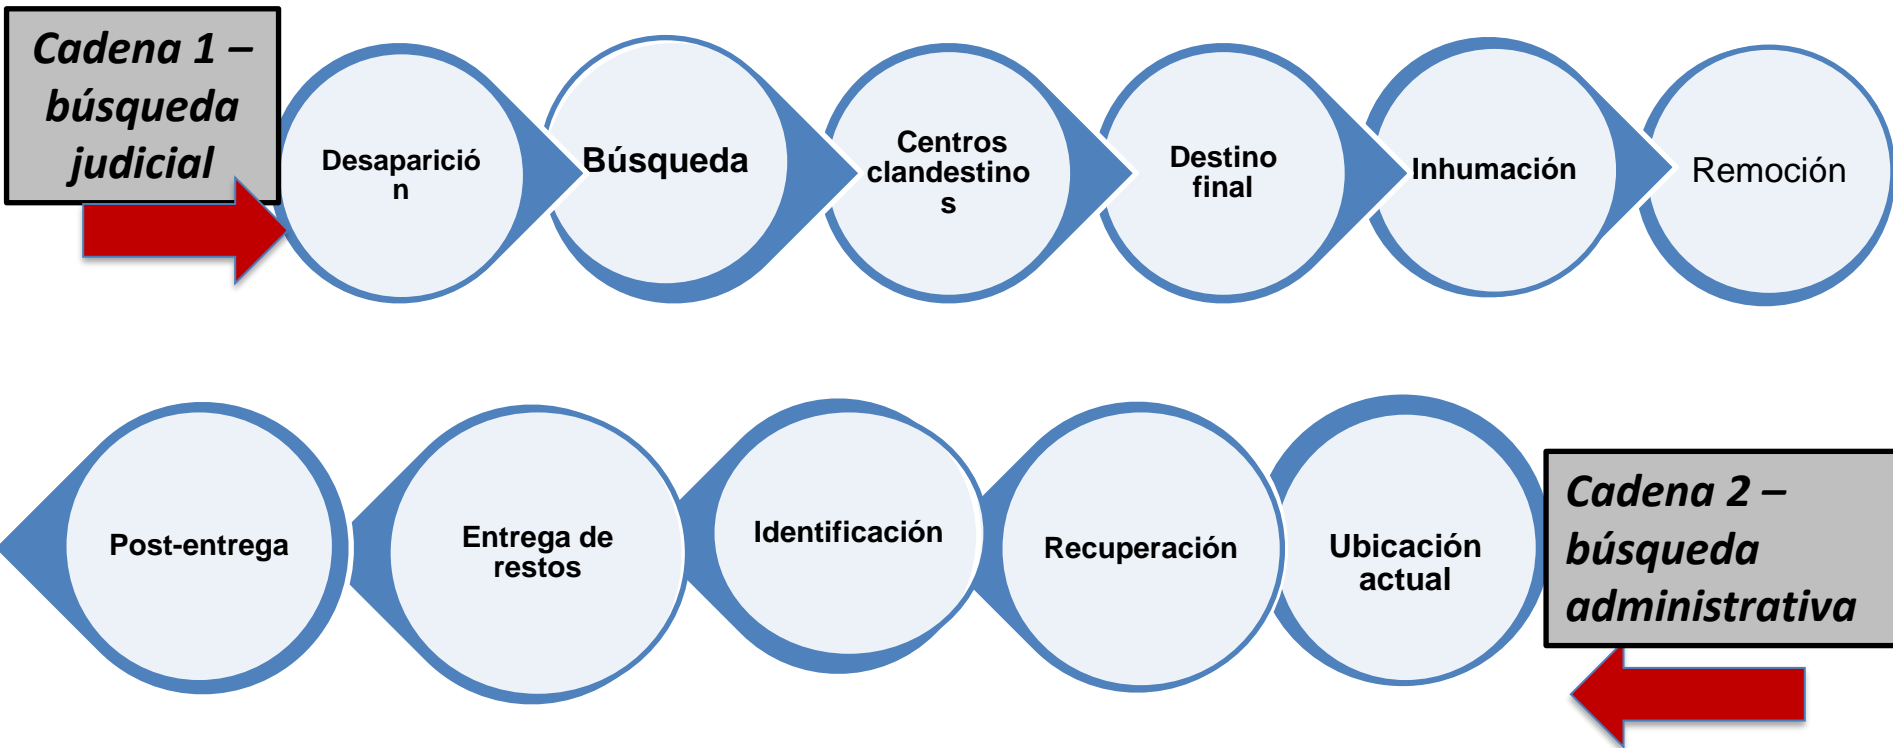 Cadena 1 –
búsqueda
judicial
Desaparició
n
Búsqueda
Centros
clandestino
s
Destino
final
Inhumación
Remoción
Post-entrega
Entrega de
restos
Identificación
Recuperación
Ubicación
actual
Cadena 2 –
búsqueda
administrativa